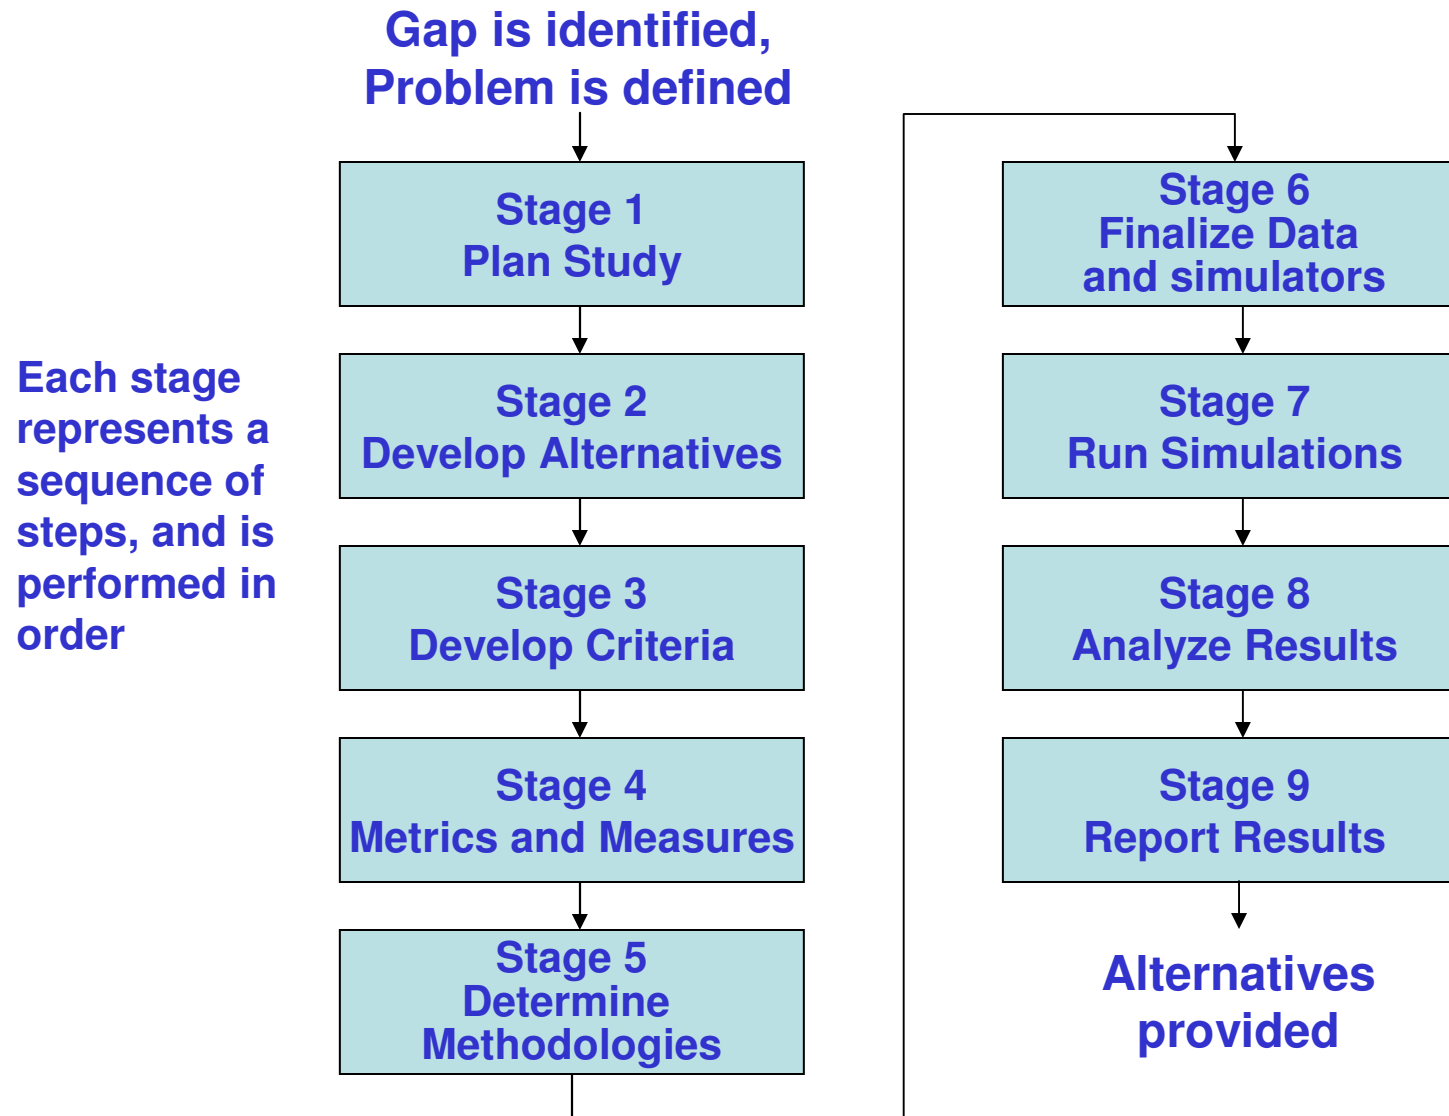 Gap is identified,
Problem is defined
Stage 1
Plan Study
Stage 2
Develop Alternatives
Each stage
represents a
sequence of
steps, and is
performed in
order
Stage 3
Develop Criteria
Stage 4
Metrics and Measures
Stage 5
Determine
Methodologies
Stage 6
Finalize Data
and simulators
Stage 7
Run Simulations
Stage 8
Analyze Results
Stage 9
Report Results
Alternatives
provided